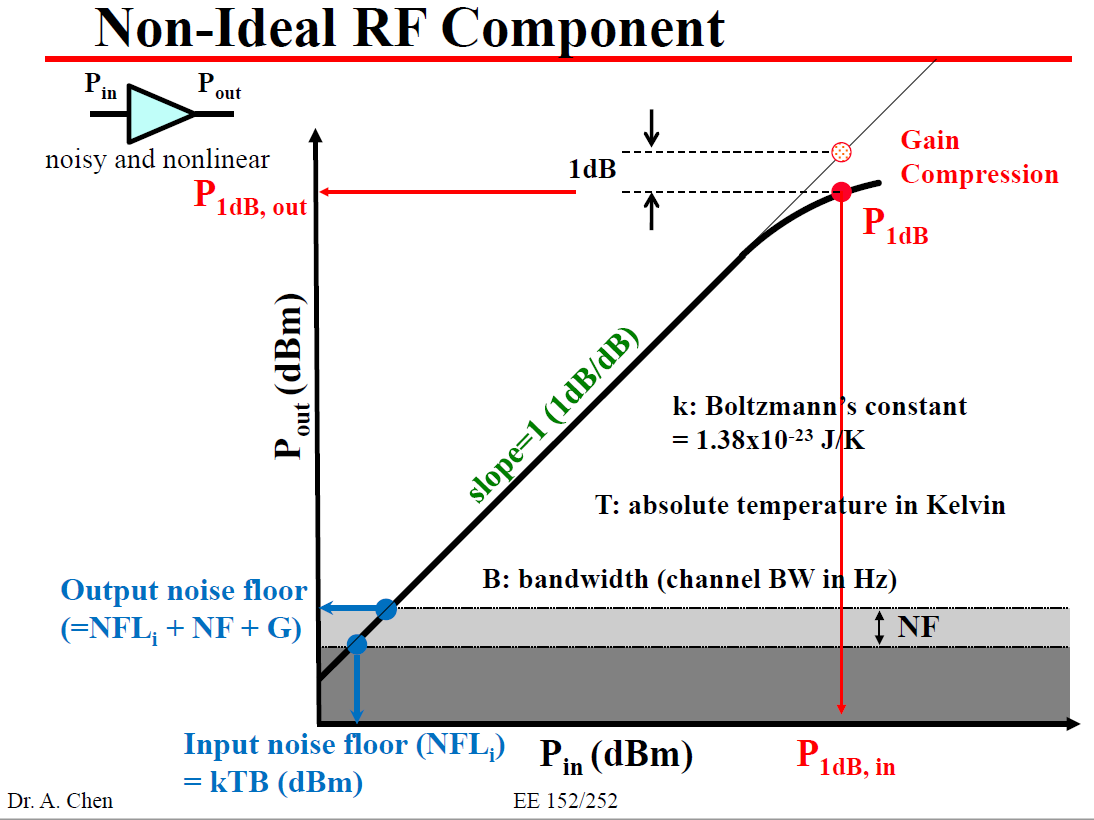 Non-Ideal RF Component
Pin
Pout
noisy and nonlinear
P1dB, out
1dB
Gain
Compression
P1dB
Pout (dBm)
slope=1 (1dB/dB)
k: Boltzmann's constant
= 1.38x10-23 J/K
T: absolute temperature in Kelvin
B: bandwidth (channel BW in Hz)
Output noise floor
(=NFLi + NF + G)
NF
Input noise floor (NFLi)
= kTB (dBm)
Pin (dBm)
P1dB, in
Dr. A. Chen
EE 152/252